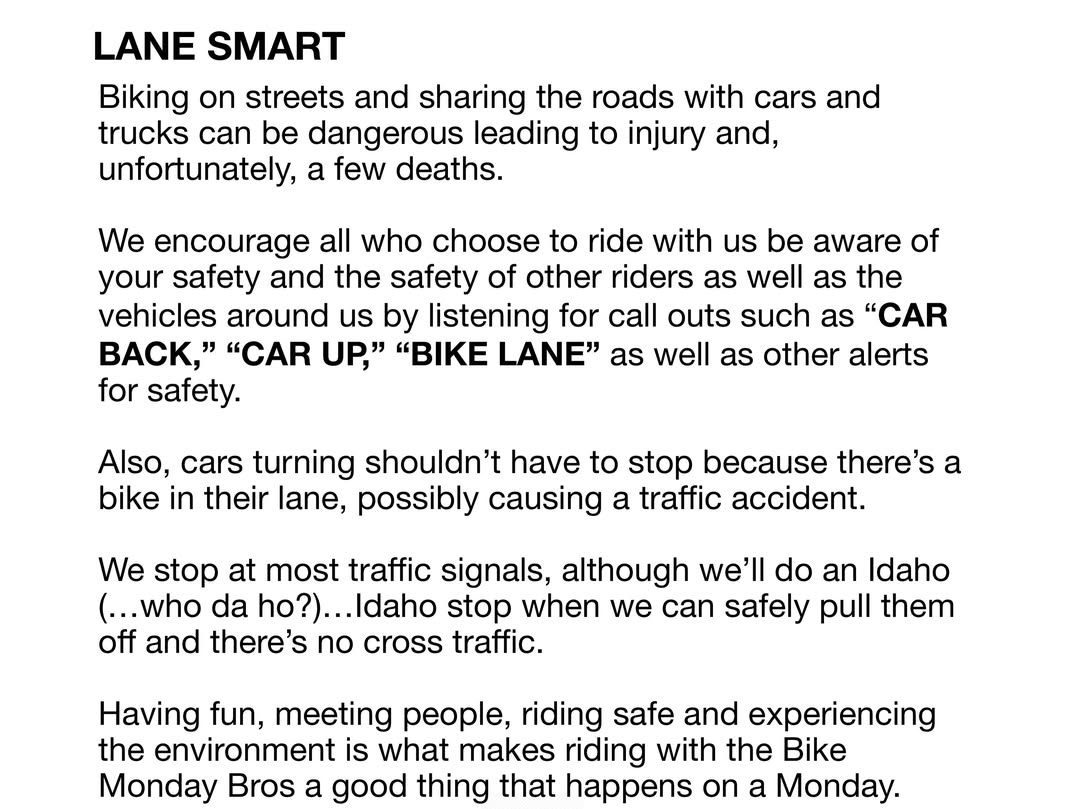 LANE SMART
Biking on streets and sharing the roads with cars and
trucks can be dangerous leading to injury and,
unfortunately, a few deaths.
We encourage all who choose to ride with us be aware of
your safety and the safety of other riders as well as the
vehicles around us by listening for call outs such as “CAR
BACK,” “CAR UP,” “BIKE LANE” as well as other alerts
for safety.
Also, cars turning shouldn’t have to stop because there’s a
bike in their lane, possibly causing a traffic accident.
We stop at most traffic signals, although we’ll do an Idaho
(…who da ho?)…Idaho stop when we can safely pull them
off and there’s no cross traffic.
Having fun, meeting people, riding safe and experiencing
the environment is what makes riding with the Bike
Monday Bros a good thing that happens on a Monday.